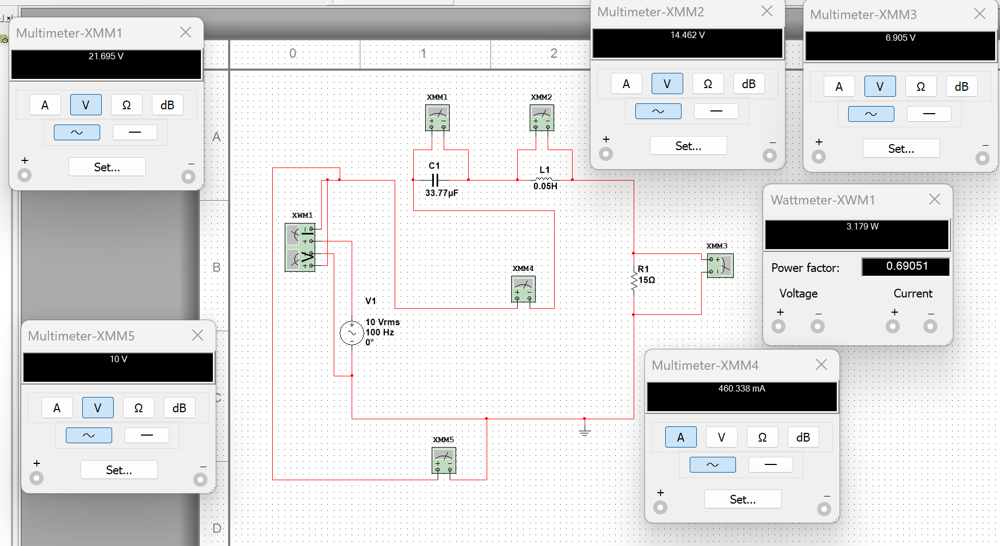 Multimeter-XMM1
21.695 V
A V Ω dB
Set...
+ −
Multimeter-XMM2
14.462 V
A V Ω dB
Set...
+ −
Multimeter-XMM3
6.905 V
A V Ω dB
Set...
+ −
0 1 2
A
B
C
D
XMM1
+ −
XMM2
+ −
C1
33.77µF
L1
0.05H
XWM1
I
V
XMM3
XMM4
+ −
R1
15Ω
V1
10 Vrms
100 Hz
0°
XMM5
+ −
Wattmeter-XWM1
3.179 W
Power factor: 0.69051
Voltage Current
+ − + −
Multimeter-XMM5
10 V
A V Ω dB
Set...
+ −
Multimeter-XMM4
460.338 mA
A V Ω dB
Set...
+ −